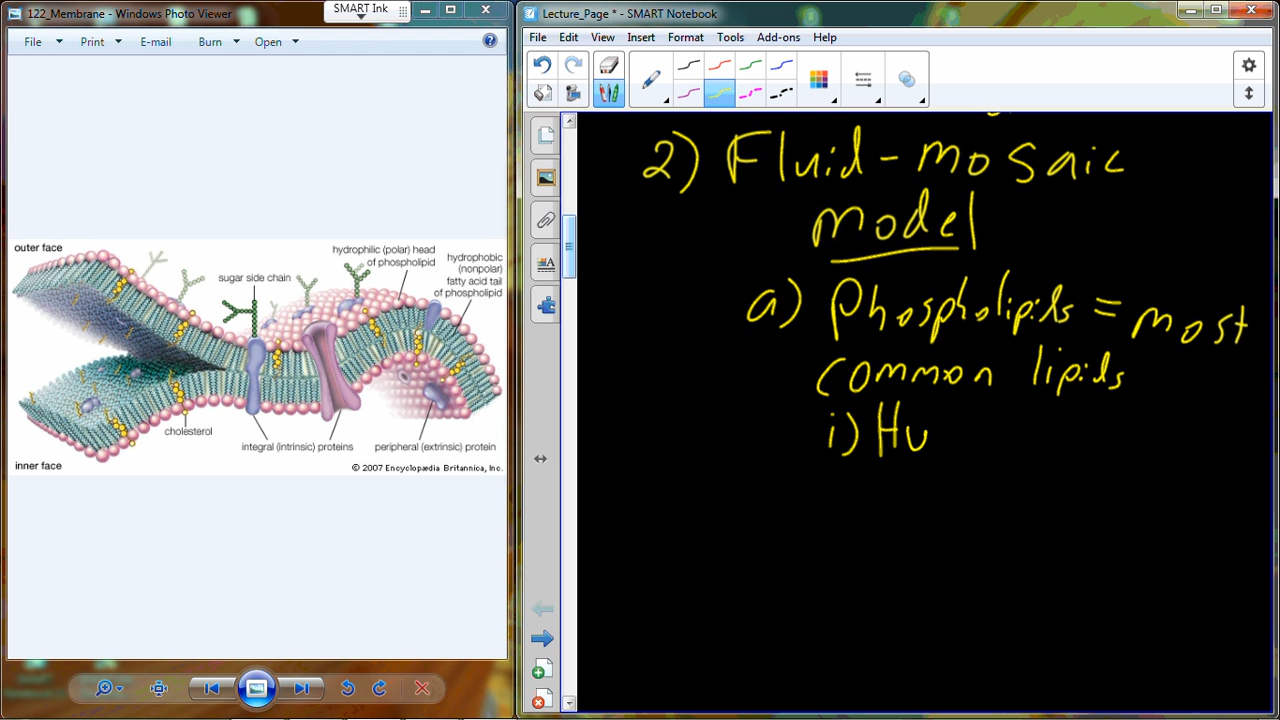 122_Membrane - Windows Photo Viewer
SMART Ink
File Print E-mail Burn Open
outer face
hydrophilic (polar) head
of phospholipid
hydrophobic
(nonpolar)
fatty acid tail
of phospholipid
sugar side chain
cholesterol
integral (intrinsic) proteins
peripheral (extrinsic) protein
inner face
© 2007 Encyclopædia Britannica, Inc.
Lecture_Page * - SMART Notebook
File Edit View Insert Format Tools Add-ons Help
2) Fluid-mosaic
model
a) Phospholipids = most
common lipids
i) Hy